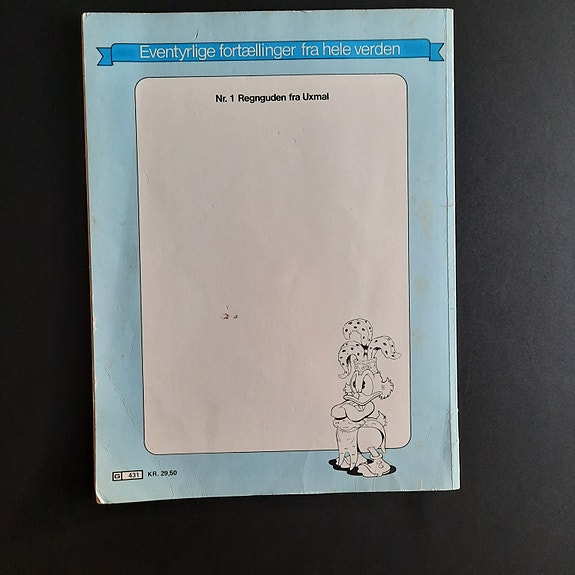 Eventyrlige fortællinger fra hele verden
Nr. 1 Regnguden fra Uxmal
G 431 KR. 29,50